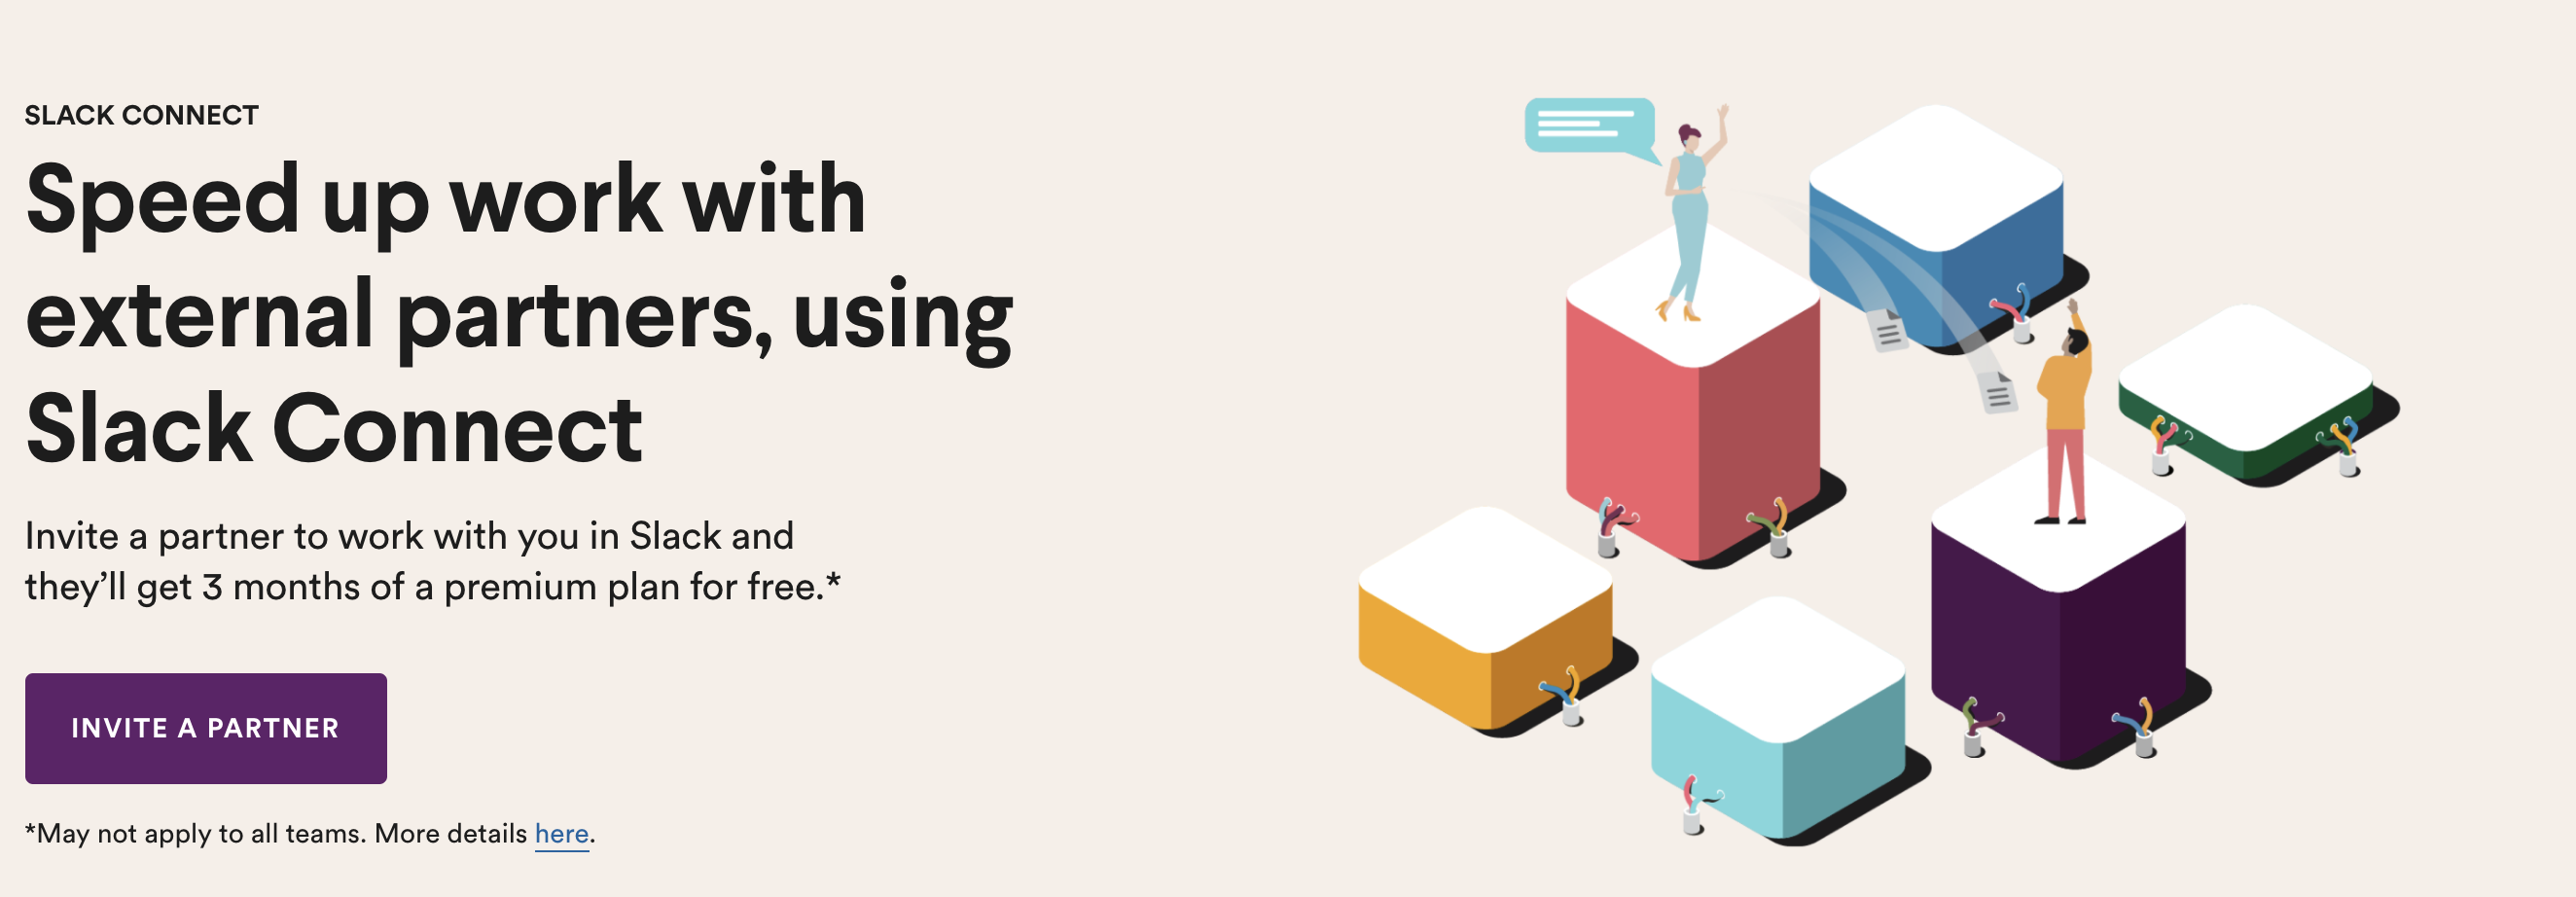 SLACK CONNECT
Speed up work with
external partners, using
Slack Connect
Invite a partner to work with you in Slack and
they’ll get 3 months of a premium plan for free.*
INVITE A PARTNER
*May not apply to all teams. More details here.